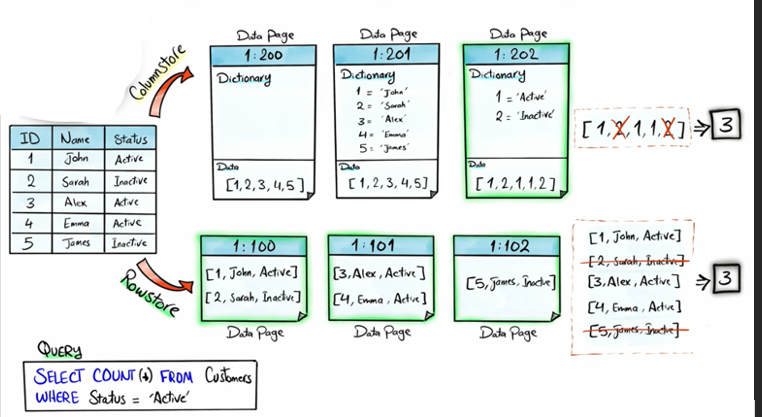 Columnstore
Data Page
1:200
Dictionary
Data
[1,2,3,4,5]
Data Page
1:201
Dictionary
1 = 'John'
2 = 'Sarah'
3 = 'Alex'
4 = 'Emma'
5 = 'James'
Data
[1,2,3,4,5]
Data Page
1:202
Dictionary
1 = 'Active'
2 = 'Inactive'
Data
[1,2,1,1,2]
[1,2,1,1,2] ⇒ 3
ID Name Status
1 John Active
2 Sarah Inactive
3 Alex Active
4 Emma Active
5 James Inactive
Rowstore
1:100
[1, John, Active]
[2, Sarah, Inactive]
Data Page
1:101
[3, Alex, Active]
[4, Emma, Active]
Data Page
1:102
[5, James, Inactive]
Data Page
[1, John, Active]
[2, Sarah, Inactive]
[3, Alex, Active]
[4, Emma, Active]
[5, James, Inactive]
⇒ 3
QUERY
SELECT COUNT(*) FROM Customers
WHERE Status = 'Active'